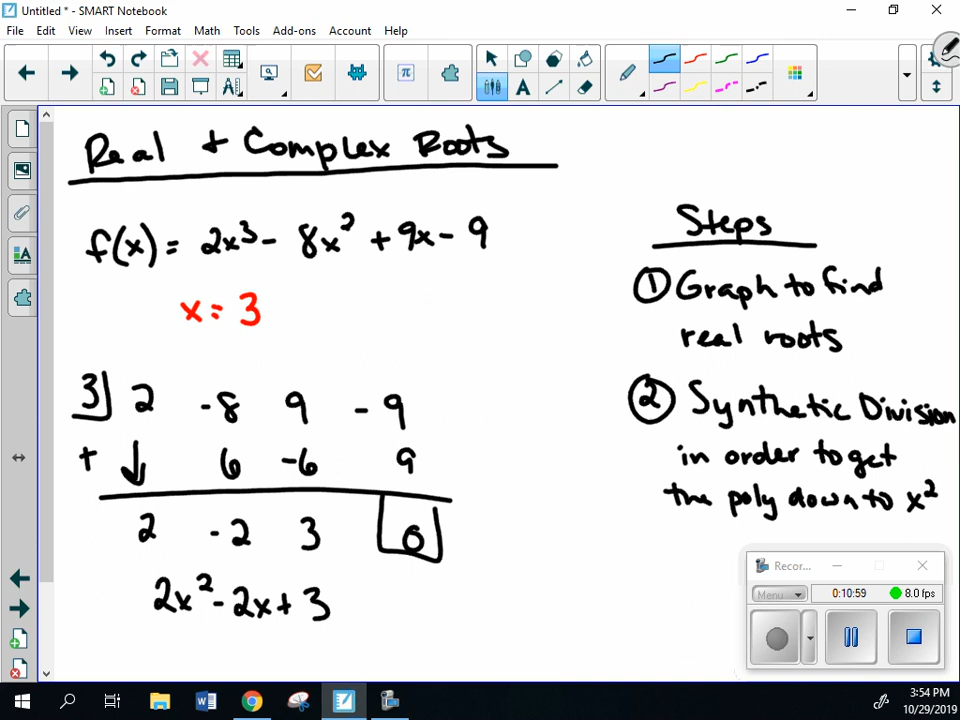 Untitled * - SMART Notebook
File Edit View Insert Format Math Tools Add-ons Account Help
Real + Complex Roots
f(x) = 2x³ - 8x² + 9x - 9
x = 3
3 2 -8 9 -9
+ ↓ 6 -6 9
2 -2 3 0
2x² - 2x + 3
Steps
① Graph to find
real roots
② Synthetic Division
in order to get
the poly down to x²
Recor...
Menu 0:10:59 8.0 fps
3:54 PM
10/29/2019